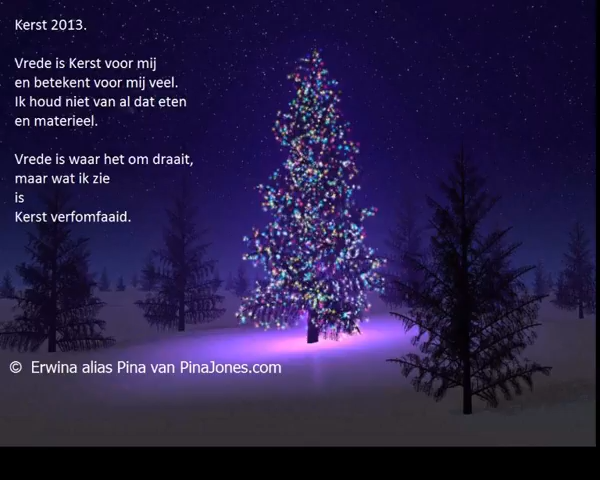 Kerst 2013.
Vrede is Kerst voor mij
en betekent voor mij veel.
Ik houd niet van al dat eten
en materieel.
Vrede is waar het om draait,
maar wat ik zie
is
Kerst verfomfaaid.
© Erwina alias Pina van PinaJones.com